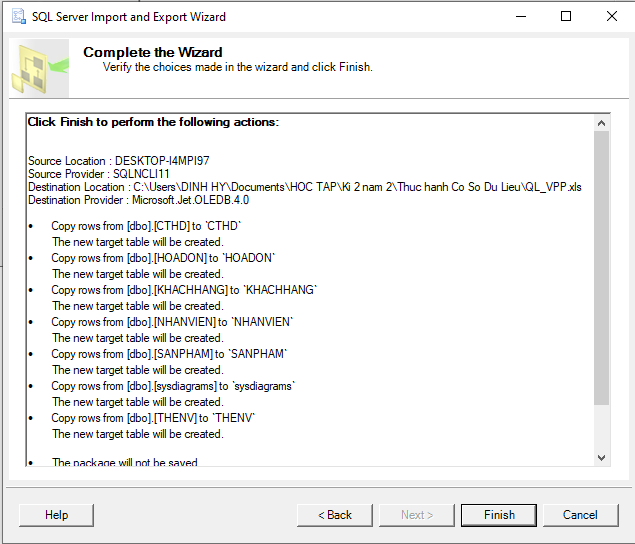 SQL Server Import and Export Wizard
Complete the Wizard
Verify the choices made in the wizard and click Finish.
Click Finish to perform the following actions:
Source Location : DESKTOP-I4MPI97
Source Provider : SQLNCLI11
Destination Location : C:\Users\DINH HY\Documents\HOC TAP\Ki 2 nam 2\Thuc hanh Co So Du Lieu\QL_VPP.xls
Destination Provider : Microsoft.Jet.OLEDB.4.0
• Copy rows from [dbo].[CTHD] to `CTHD`
The new target table will be created.
• Copy rows from [dbo].[HOADON] to `HOADON`
The new target table will be created.
• Copy rows from [dbo].[KHACHHANG] to `KHACHHANG`
The new target table will be created.
• Copy rows from [dbo].[NHANVIEN] to `NHANVIEN`
The new target table will be created.
• Copy rows from [dbo].[SANPHAM] to `SANPHAM`
The new target table will be created.
• Copy rows from [dbo].[sysdiagrams] to `sysdiagrams`
The new target table will be created.
• Copy rows from [dbo].[THENV] to `THENV`
The new target table will be created.
• The package will not be saved
Help
< Back
Next >
Finish
Cancel